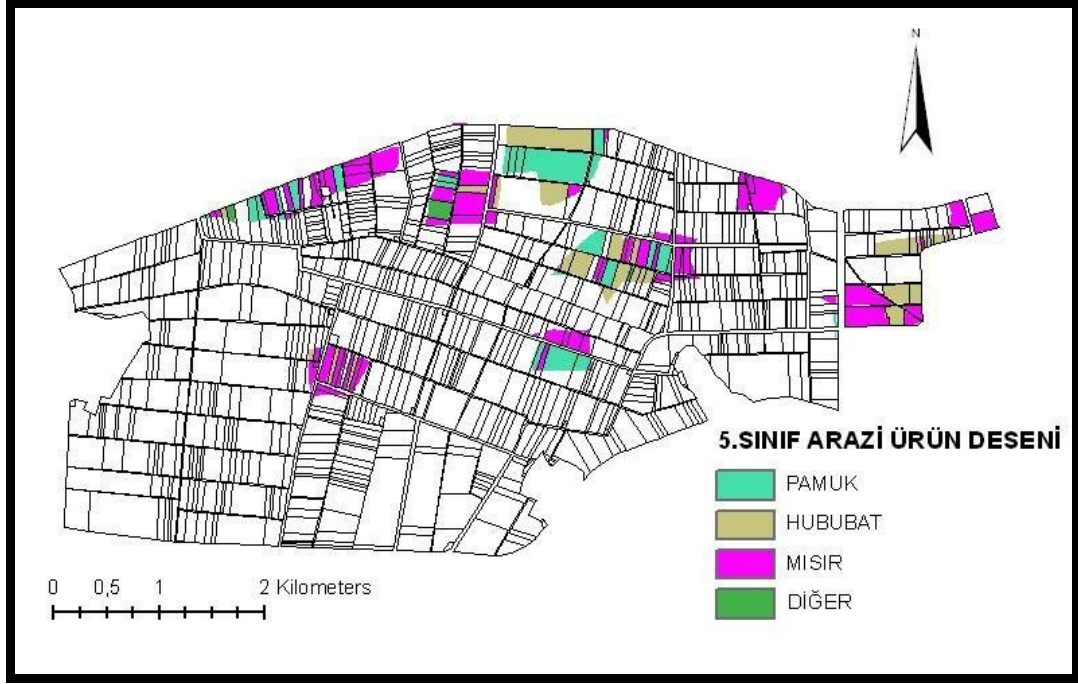 N
5.SINIF ARAZİ ÜRÜN DESENİ
PAMUK
HUBUBAT
MISIR
DİĞER
0 0,5 1 2 Kilometers